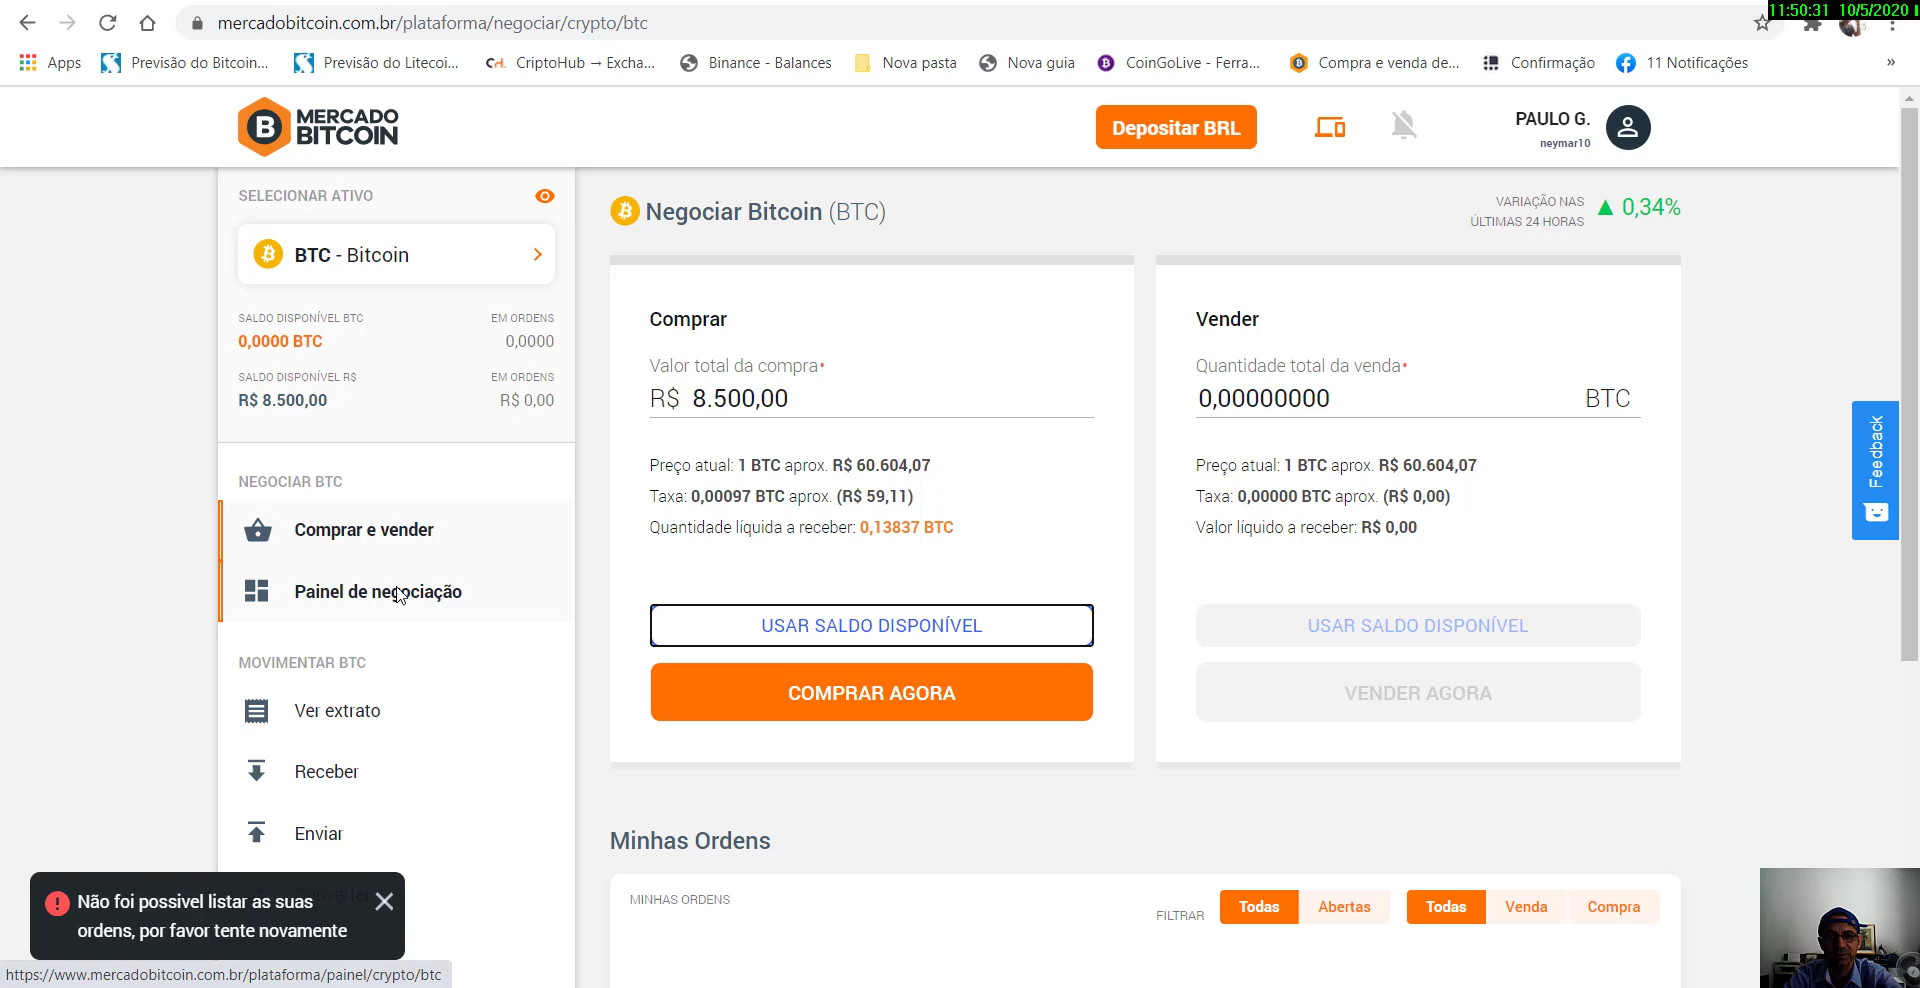 mercadobitcoin.com.br/plataforma/negociar/crypto/btc
11:50:31 10/5/2020
Apps
Previsão do Bitcoin...
Previsão do Litecoi...
CriptoHub → Excha...
Binance - Balances
Nova pasta
Nova guia
CoinGoLive - Ferra...
Compra e venda de...
Confirmação
11 Notificações
»
MERCADO
BITCOIN
Depositar BRL
PAULO G.
neymar10
SELECIONAR ATIVO
BTC - Bitcoin
SALDO DISPONÍVEL BTC EM ORDENS
0,0000 BTC 0,0000
SALDO DISPONÍVEL R$ EM ORDENS
R$ 8.500,00 R$ 0,00
NEGOCIAR BTC
Comprar e vender
Painel de negociação
MOVIMENTAR BTC
Ver extrato
Receber
Enviar
Converter
Não foi possivel listar as suas
ordens, por favor tente novamente
https://www.mercadobitcoin.com.br/plataforma/painel/crypto/btc
Negociar Bitcoin (BTC)
VARIAÇÃO NAS
ÚLTIMAS 24 HORAS
▲ 0,34%
Comprar
Valor total da compra•
R$ 8.500,00
Preço atual: 1 BTC aprox. R$ 60.604,07
Taxa: 0,00097 BTC aprox. (R$ 59,11)
Quantidade líquida a receber: 0,13837 BTC
USAR SALDO DISPONÍVEL
COMPRAR AGORA
Vender
Quantidade total da venda•
0,00000000 BTC
Preço atual: 1 BTC aprox. R$ 60.604,07
Taxa: 0,00000 BTC aprox. (R$ 0,00)
Valor líquido a receber: R$ 0,00
USAR SALDO DISPONÍVEL
VENDER AGORA
Feedback
Minhas Ordens
MINHAS ORDENS
FILTRAR
Todas Abertas
Todas Venda Compra